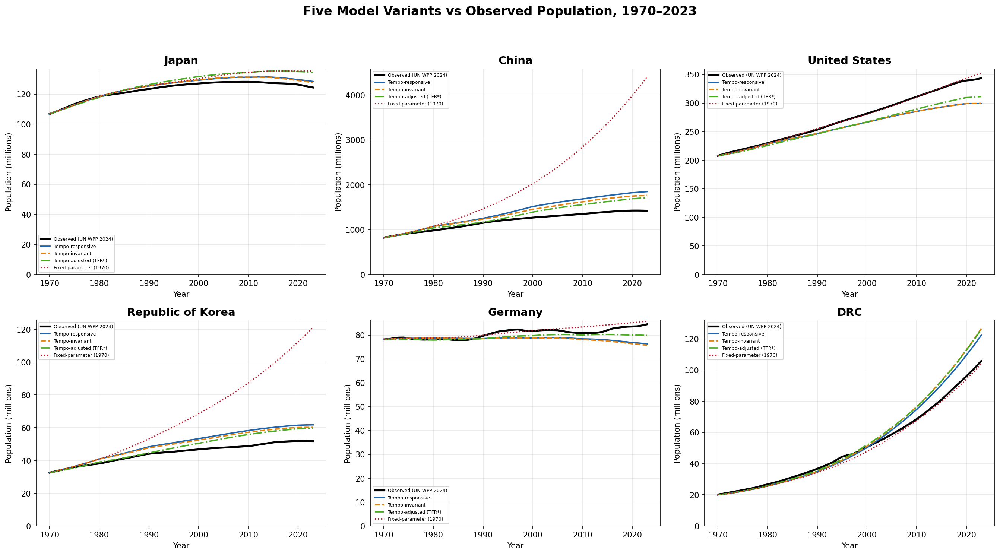 Five Model Variants vs Observed Population, 1970–2023
Japan
Population (millions)
120
100
80
60
40
20
0
Observed (UN WPP 2024)
Tempo-responsive
Tempo-invariant
Tempo-adjusted (TFR*)
Fixed-parameter (1970)
1970 1980 1990 2000 2010 2020
Year
China
Population (millions)
4000
3000
2000
1000
0
Observed (UN WPP 2024)
Tempo-responsive
Tempo-invariant
Tempo-adjusted (TFR*)
Fixed-parameter (1970)
1970 1980 1990 2000 2010 2020
Year
United States
Population (millions)
350
300
250
200
150
100
50
0
Observed (UN WPP 2024)
Tempo-responsive
Tempo-invariant
Tempo-adjusted (TFR*)
Fixed-parameter (1970)
1970 1980 1990 2000 2010 2020
Year
Republic of Korea
Population (millions)
120
100
80
60
40
20
0
Observed (UN WPP 2024)
Tempo-responsive
Tempo-invariant
Tempo-adjusted (TFR*)
Fixed-parameter (1970)
1970 1980 1990 2000 2010 2020
Year
Germany
Population (millions)
80
70
60
50
40
30
20
10
0
Observed (UN WPP 2024)
Tempo-responsive
Tempo-invariant
Tempo-adjusted (TFR*)
Fixed-parameter (1970)
1970 1980 1990 2000 2010 2020
Year
DRC
Population (millions)
120
100
80
60
40
20
0
Observed (UN WPP 2024)
Tempo-responsive
Tempo-invariant
Tempo-adjusted (TFR*)
Fixed-parameter (1970)
1970 1980 1990 2000 2010 2020
Year